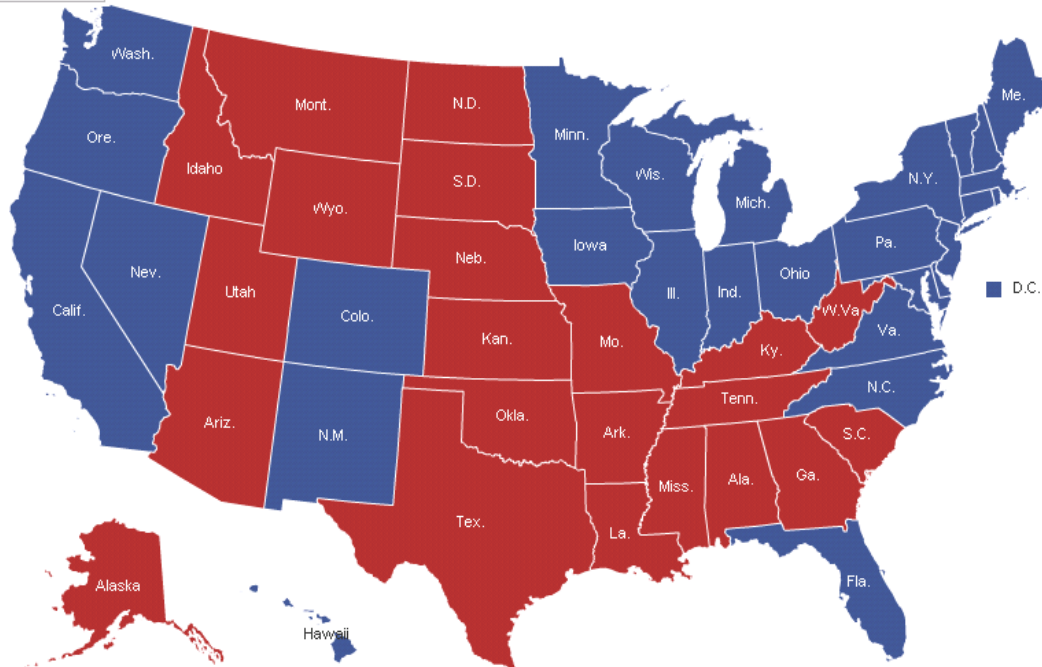 Wash.
Ore.
Calif.
Nev.
Idaho
Mont.
Wyo.
Utah
Ariz.
Colo.
N.M.
N.D.
S.D.
Neb.
Kan.
Okla.
Tex.
Minn.
Iowa
Mo.
Ark.
La.
Wis.
Ill.
Mich.
Ind.
Ohio
Ky.
Tenn.
Miss.
Ala.
Ga.
Fla.
S.C.
N.C.
Va.
W.Va
Pa.
N.Y.
Me.
D.C.
Alaska
Hawaii